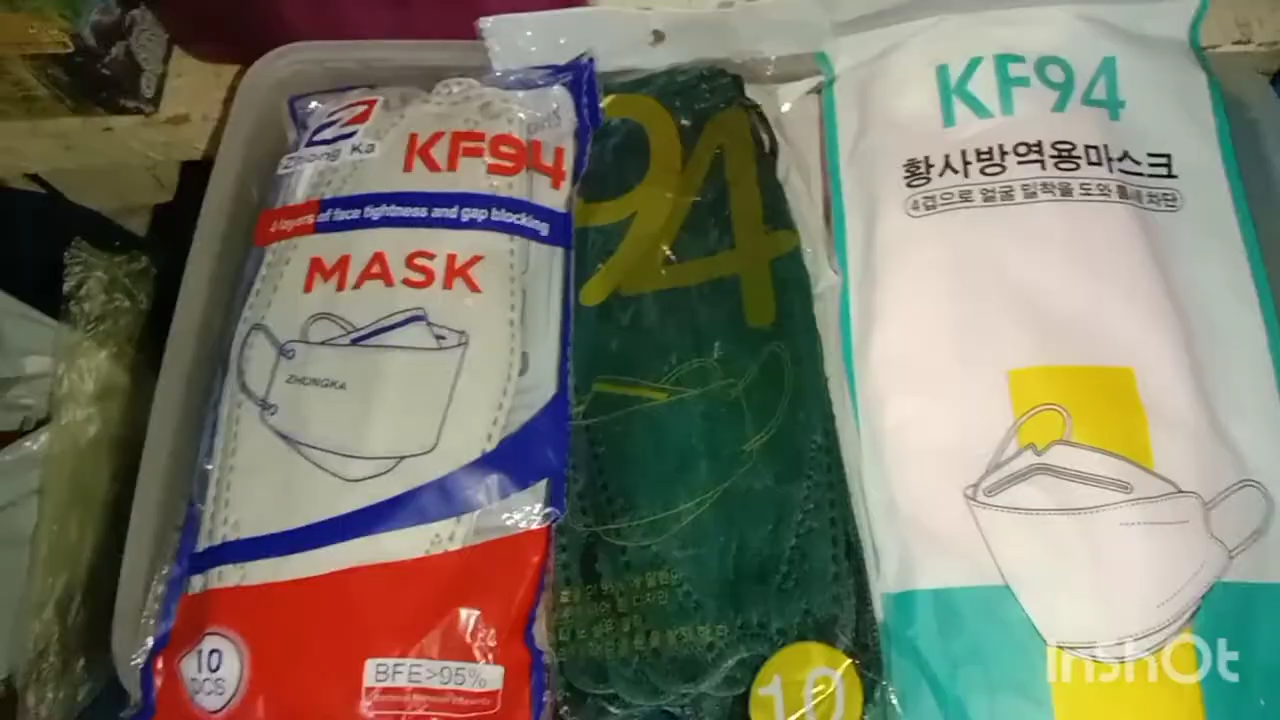 Zhong Ka
KF94
4 layers of face tightness and gap blocking
MASK
ZHONGKA
10
PCS
BFE>95%
94
10
KF94
황사방역용마스크
4겹으로 얼굴 밀착을 도와 틈새 차단
InshOt